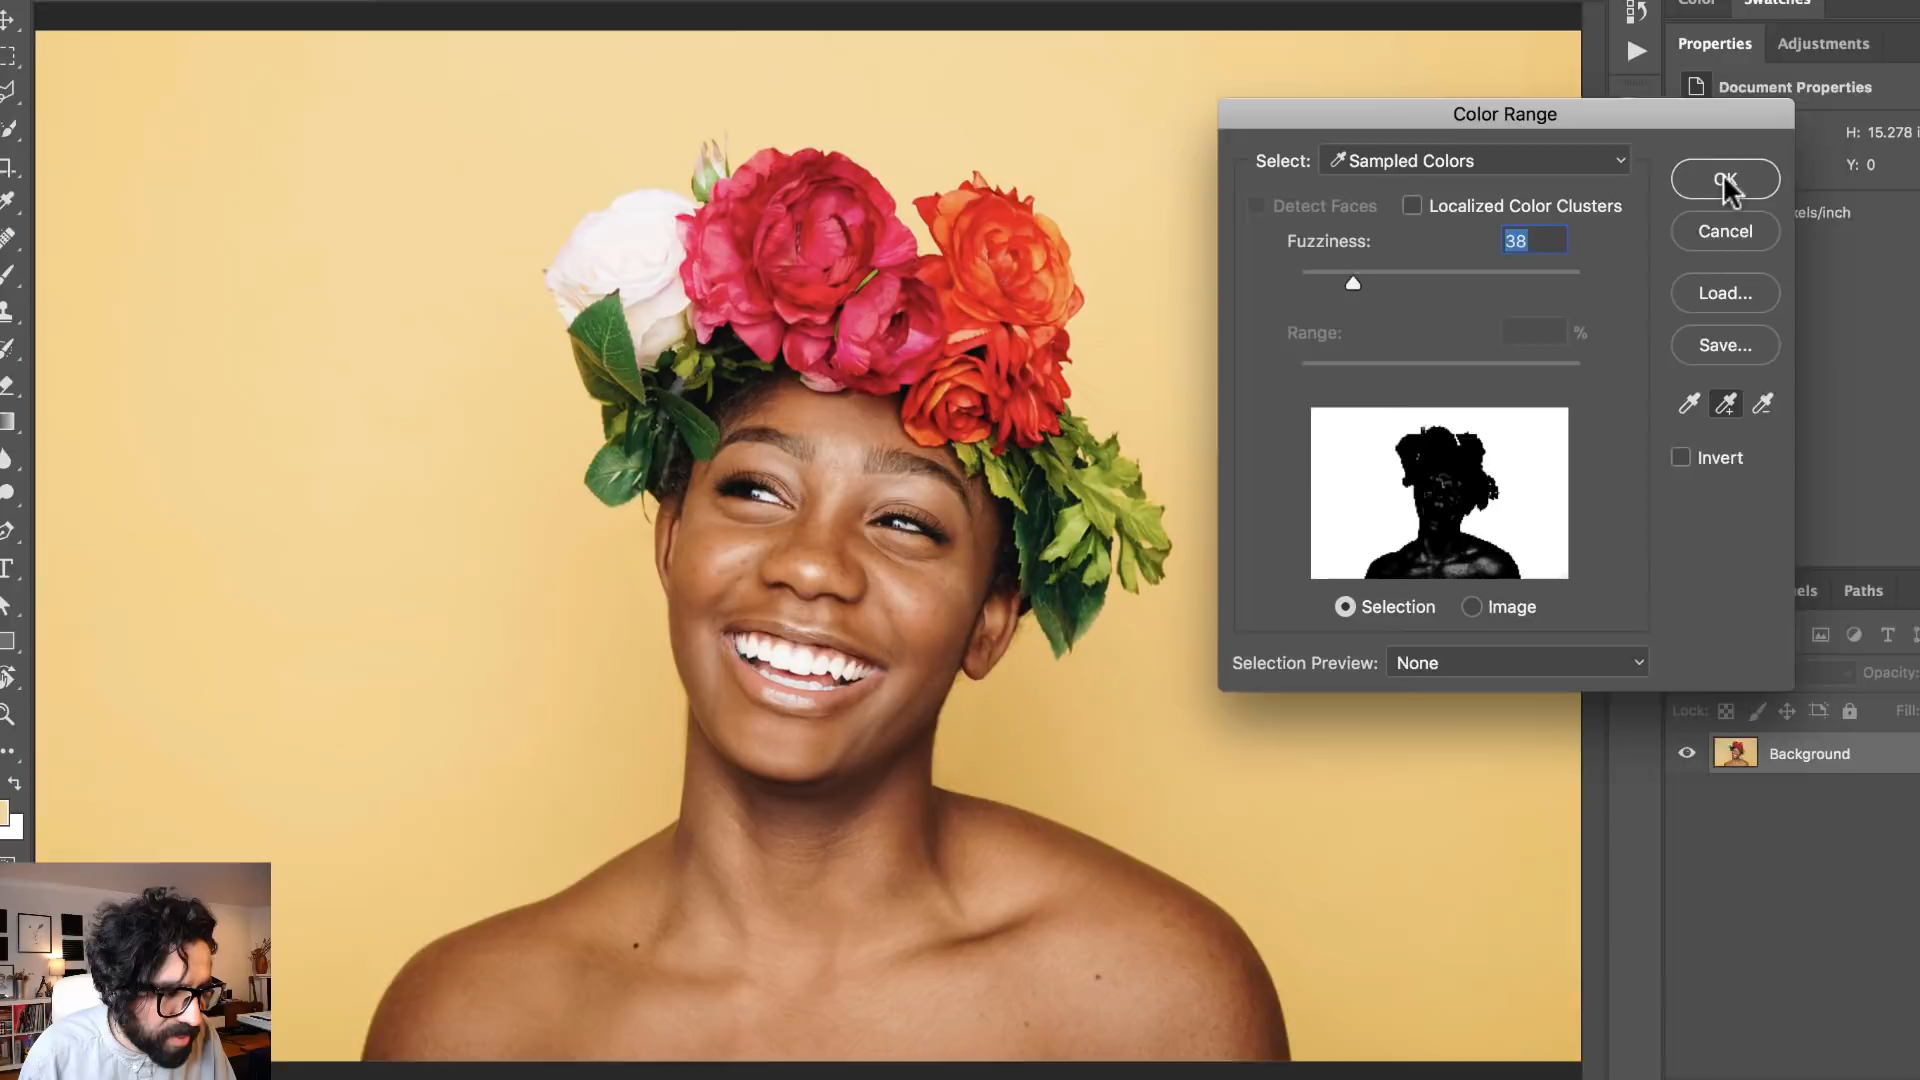 Color Swatches
Properties Adjustments
Document Properties
H: 15.278 i
Y: 0
xels/inch
Color Range
Select: Sampled Colors
OK
Detect Faces Localized Color Clusters
Fuzziness: 38
Cancel
Load...
Range: %
Save...
Invert
Selection Image
Selection Preview: None
nels Paths
Opacity:
Lock: Fill:
Background